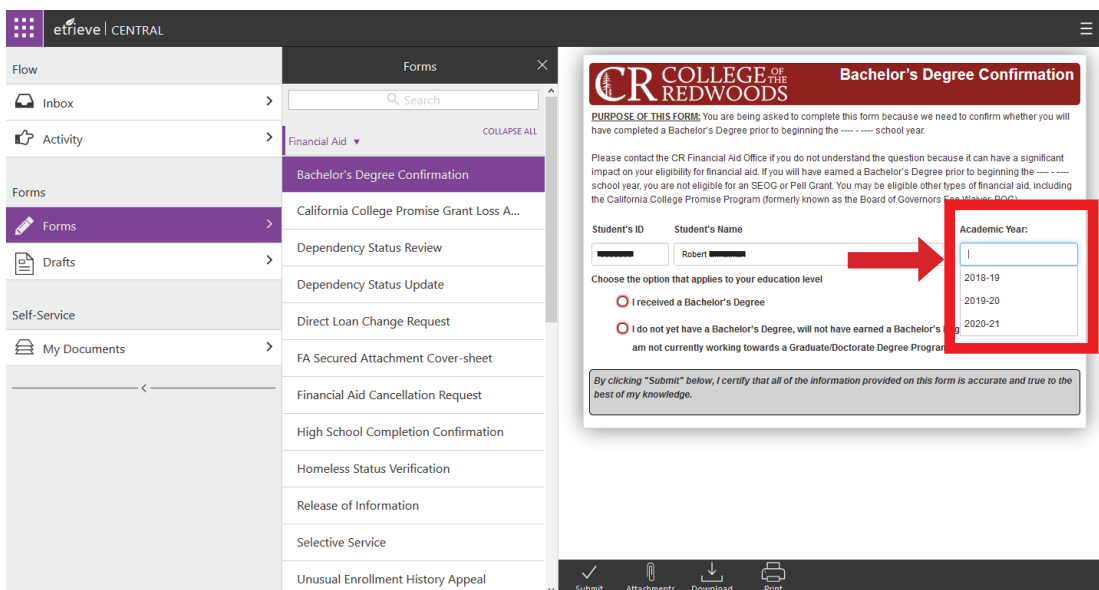 etrieve CENTRAL
Flow
Inbox
Activity
Forms
Forms
Drafts
Self-Service
My Documents
Forms
Search
COLLAPSE ALL
Financial Aid
Bachelor's Degree Confirmation
California College Promise Grant Loss A...
Dependency Status Review
Dependency Status Update
Direct Loan Change Request
FA Secured Attachment Cover-sheet
Financial Aid Cancellation Request
High School Completion Confirmation
Homeless Status Verification
Release of Information
Selective Service
Unusual Enrollment History Appeal
CR COLLEGE OF THE REDWOODS
Bachelor's Degree Confirmation
PURPOSE OF THIS FORM: You are being asked to complete this form because we need to confirm whether you will
have completed a Bachelor's Degree prior to beginning the ---- - ---- school year.
Please contact the CR Financial Aid Office if you do not understand the question because it can have a significant
impact on your eligibility for financial aid. If you will have earned a Bachelor's Degree prior to beginning the ---- - ----
school year, you are not eligible for an SEOG or Pell Grant. You may be eligible other types of financial aid, including
the California College Promise Program (formerly known as the Board of Governors Fee Waiver-BOG)
Student's ID Student's Name Academic Year:
Robert
2018-19
2019-20
2020-21
Choose the option that applies to your education level
I received a Bachelor's Degree
I do not yet have a Bachelor's Degree, will not have earned a Bachelor's
am not currently working towards a Graduate/Doctorate Degree Program
By clicking "Submit" below, I certify that all of the information provided on this form is accurate and true to the
best of my knowledge.
Submit Attachments Download Print